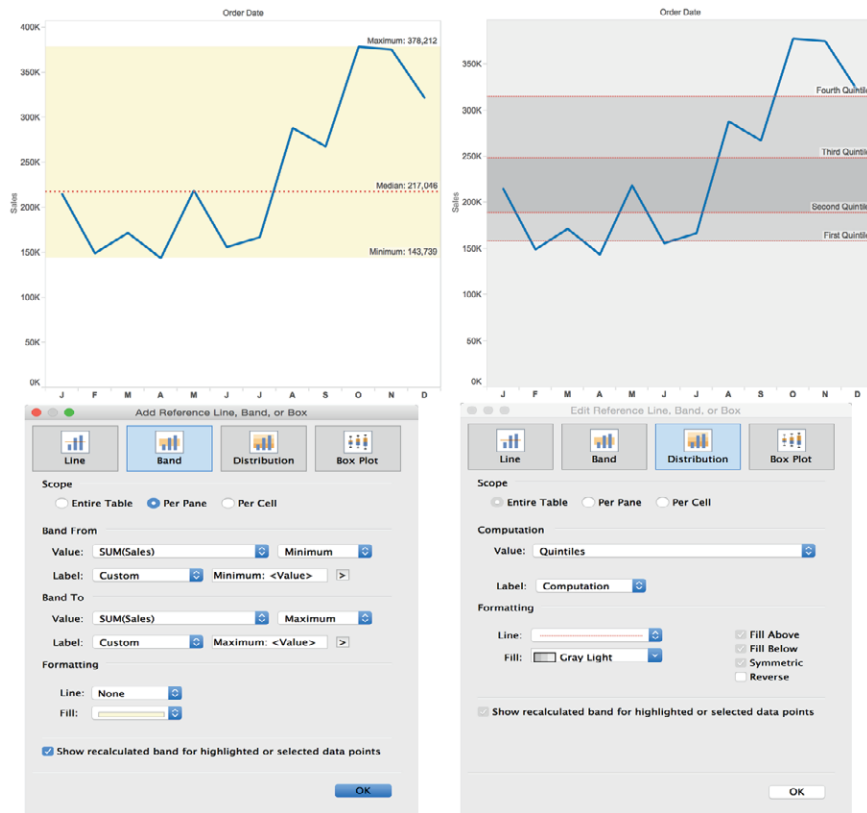 Order Date
400K
Maximum: 378,212
350K
300K
250K
Median: 217,046
200K
150K
Minimum: 143,739
100K
50K
0K
Sales
J F M A M J J A S O N D
Order Date
350K
Fourth Quintile
300K
Third Quintile
250K
Second Quintile
200K
First Quintile
150K
100K
50K
0K
Sales
J F M A M J J A S O N D
Add Reference Line, Band, or Box
Line Band Distribution Box Plot
Scope
Entire Table Per Pane Per Cell
Band From
Value: SUM(Sales) Minimum
Label: Custom Minimum: <Value> >
Band To
Value: SUM(Sales) Maximum
Label: Custom Maximum: <Value> >
Formatting
Line: None
Fill:
Show recalculated band for highlighted or selected data points
OK
Edit Reference Line, Band, or Box
Line Band Distribution Box Plot
Scope
Entire Table Per Pane Per Cell
Computation
Value: Quintiles
Label: Computation
Formatting
Line:
Fill: Gray Light
Fill Above
Fill Below
Symmetric
Reverse
Show recalculated band for highlighted or selected data points
OK